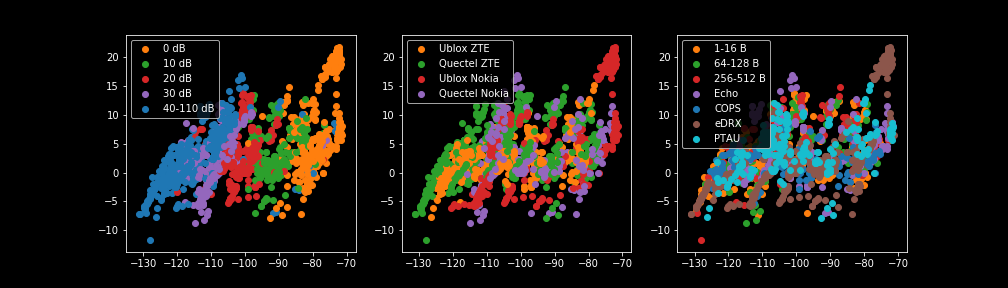 0 dB
10 dB
20 dB
30 dB
40-110 dB
20
15
10
5
0
−5
−10
−130 −120 −110 −100 −90 −80 −70
Ublox ZTE
Quectel ZTE
Ublox Nokia
Quectel Nokia
20
15
10
5
0
−5
−10
−130 −120 −110 −100 −90 −80 −70
1-16 B
64-128 B
256-512 B
Echo
COPS
eDRX
PTAU
20
15
10
5
0
−5
−10
−130 −120 −110 −100 −90 −80 −70